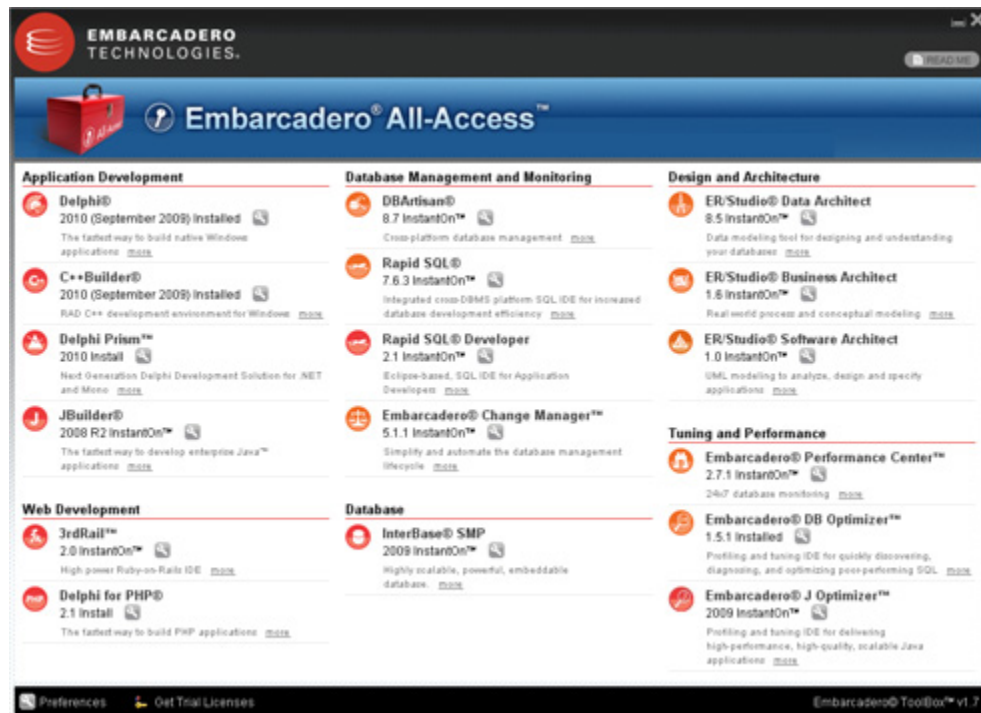 EMBARCADERO
TECHNOLOGIES.
READ ME
All-Access
Embarcadero® All-Access™
Application Development
Delphi®
2010 (September 2009) Installed
The fastest way to build native Windows
applications more
C++Builder®
2010 (September 2009) Installed
RAD C++ development environment for Windows more
Delphi Prism™
2010 Install
Next Generation Delphi Development Solution for .NET
and Mono more
JBuilder®
2008 R2 InstantOn™
The fastest way to develop enterprise Java™
applications more
Web Development
3rdRail™
2.0 InstantOn™
High power Ruby-on-Rails IDE more
PHP
Delphi for PHP®
2.1 Install
The fastest way to build PHP applications more
Database Management and Monitoring
DBArtisan®
8.7 InstantOn™
Cross-platform database management more
Rapid SQL®
7.6.3 InstantOn™
Integrated cross-DBMS platform SQL IDE for increased
database development efficiency more
Rapid SQL® Developer
2.1 InstantOn™
Eclipse-based, SQL IDE for Application
Developers more
Embarcadero® Change Manager™
5.1.1 InstantOn™
Simplify and automate the database management
lifecycle more
Database
InterBase® SMP
2009 InstantOn™
Highly scalable, powerful, embeddable
database. more
Design and Architecture
ER/Studio® Data Architect
8.5 InstantOn™
Data modeling tool for designing and understanding
your databases more
ER/Studio® Business Architect
1.6 InstantOn™
Real world process and conceptual modeling more
ER/Studio® Software Architect
1.0 InstantOn™
UML modeling to analyze, design and specify
applications more
Tuning and Performance
Embarcadero® Performance Center™
2.7.1 InstantOn™
24x7 database monitoring more
Embarcadero® DB Optimizer™
1.5.1 Installed
Profiling and tuning IDE for quickly discovering,
diagnosing, and optimizing poor-performing SQL more
Embarcadero® J Optimizer™
2009 InstantOn™
Profiling and tuning IDE for delivering
high-performance, high-quality, scalable Java
applications more
Preferences
Get Trial Licenses
Embarcadero® ToolBox™ v1.7